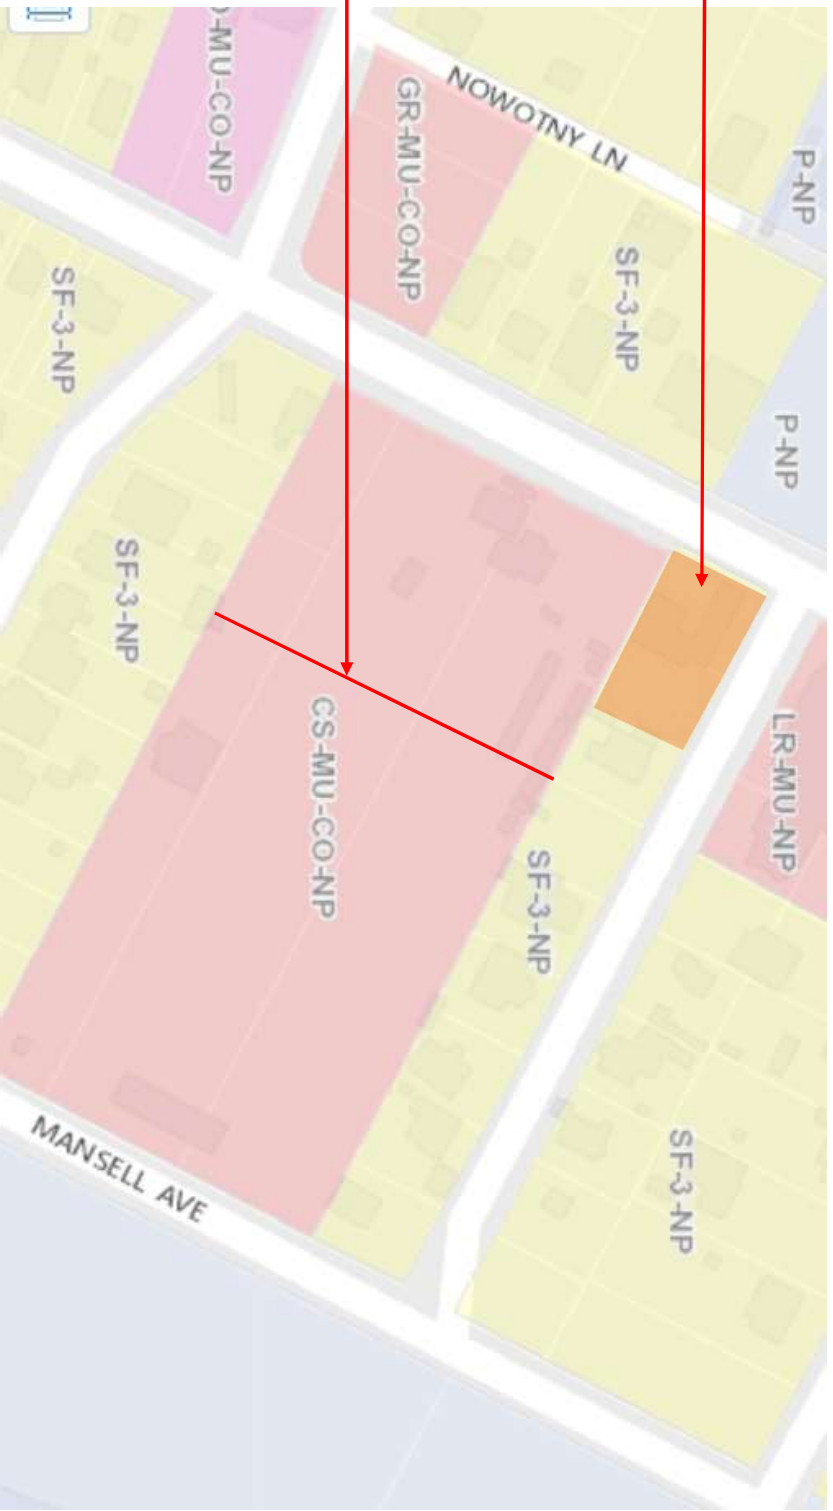 -MU-CO-NP
NOWOTNY LN
GR-MU-CO-NP
P-NP
SF-3-NP
SF-3-NP
P-NP
SF-3-NP
CS-MU-CO-NP
LR-MU-NP
SF-3-NP
MANSELL AVE
SF-3-NP